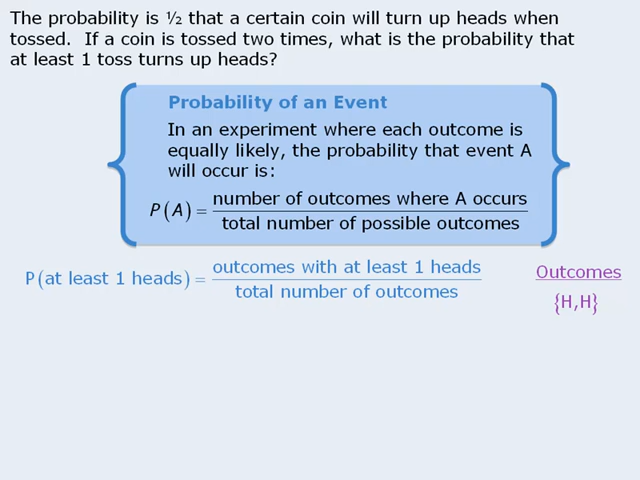 The probability is ½ that a certain coin will turn up heads when
tossed.  If a coin is tossed two times, what is the probability that
at least 1 toss turns up heads?
Probability of an Event
In an experiment where each outcome is
equally likely, the probability that event A
will occur is:
P(A) = number of outcomes where A occurs
total number of possible outcomes
P(at least 1 heads) = outcomes with at least 1 heads
total number of outcomes
Outcomes
{H,H}